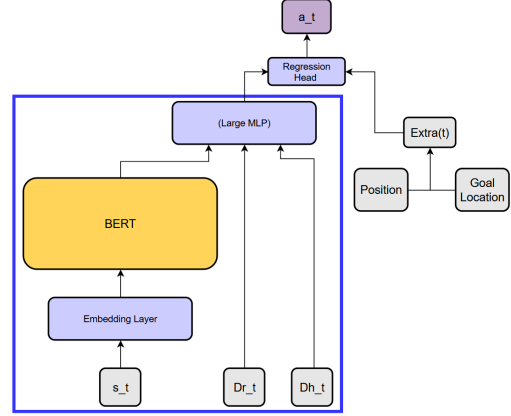 a_t
Regression
Head
(Large MLP)
Extra(t)
Position
Goal
Location
BERT
Embedding Layer
s_t
Dr_t
Dh_t